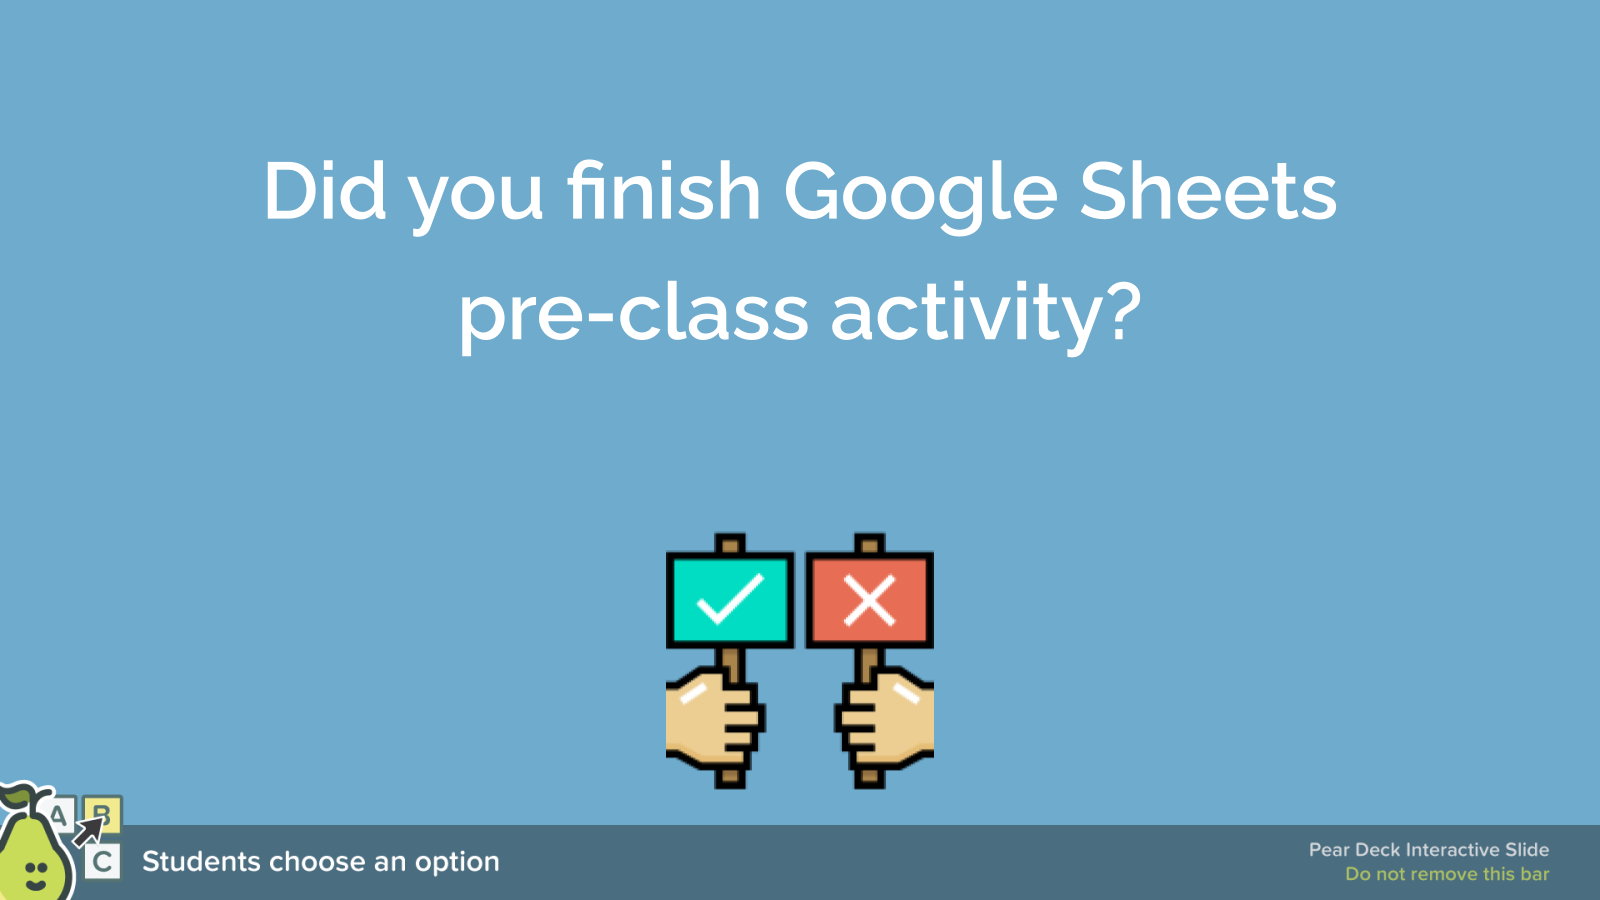 Did you finish Google Sheets
pre-class activity?
A B
C
Students choose an option
Pear Deck Interactive Slide
Do not remove this bar